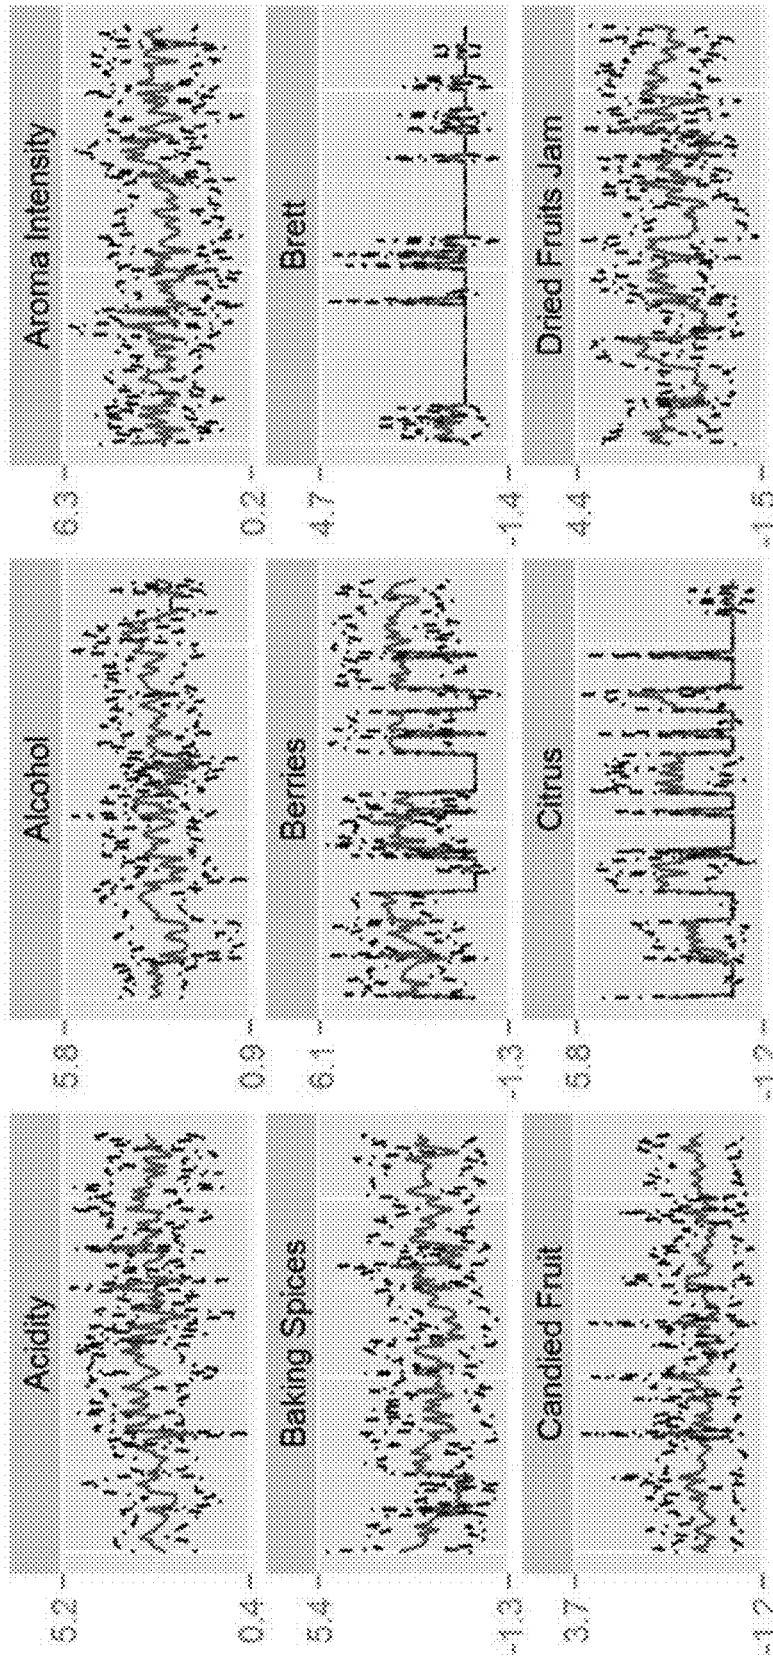 Acidity
5.2
0.4
Alcohol
5.8
0.9
Aroma Intensity
6.3
0.2
Baking Spices
5.4
-1.3
Berries
6.1
-1.3
Brett
4.7
-1.4
Candied Fruit
3.7
-1.2
Citrus
5.8
-1.2
Dried Fruits Jam
4.4
-1.5